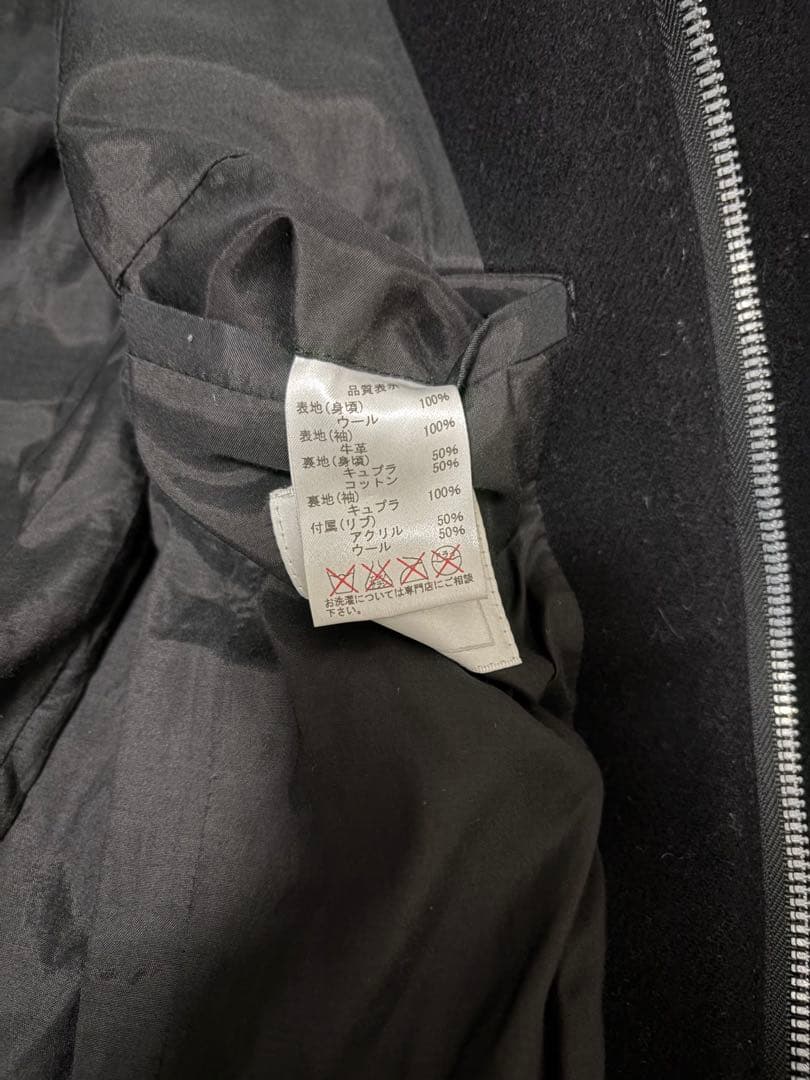 品質表示
表地(身頃)
ウール 100%
表地(袖)
牛革 100%
裏地(身頃)
キュプラ 50%
コットン 50%
裏地(袖)
キュプラ 100%
付属(リブ)
アクリル 50%
ウール 50%
お洗濯については専門店にご相談
下さい。